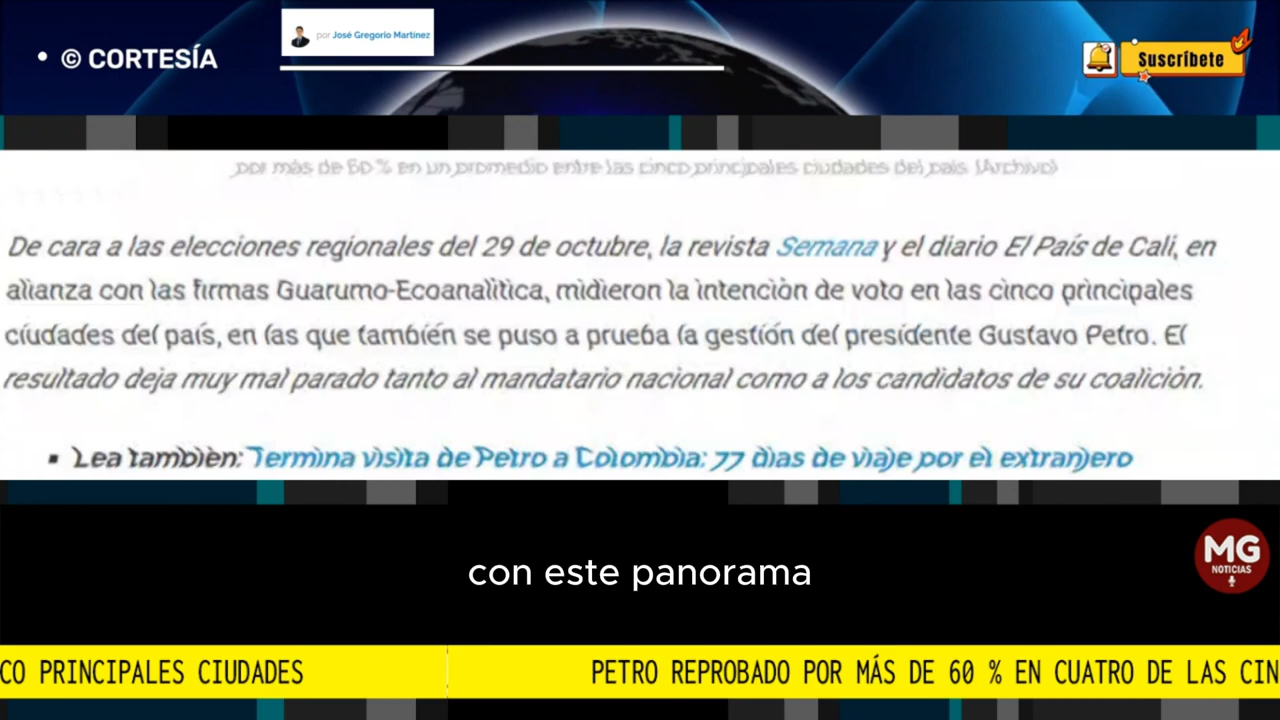 • © CORTESÍA
por José Gregorio Martínez
Suscríbete
por más de 60 % en un promedio entre las cinco principales ciudades del país (Archivo)
De cara a las elecciones regionales del 29 de octubre, la revista Semana y el diario El País de Cali, en
alianza con las firmas Guarumo-Ecoanalítica, midieron la intención de voto en las cinco principales
ciudades del país, en las que también se puso a prueba la gestión del presidente Gustavo Petro. El
resultado deja muy mal parado tanto al mandatario nacional como a los candidatos de su coalición.
▪ Lea también: Termina visita de Petro a Colombia: 77 días de viaje por el extranjero
con este panorama
MG
NOTICIAS
CO PRINCIPALES CIUDADES PETRO REPROBADO POR MÁS DE 60 % EN CUATRO DE LAS CIN